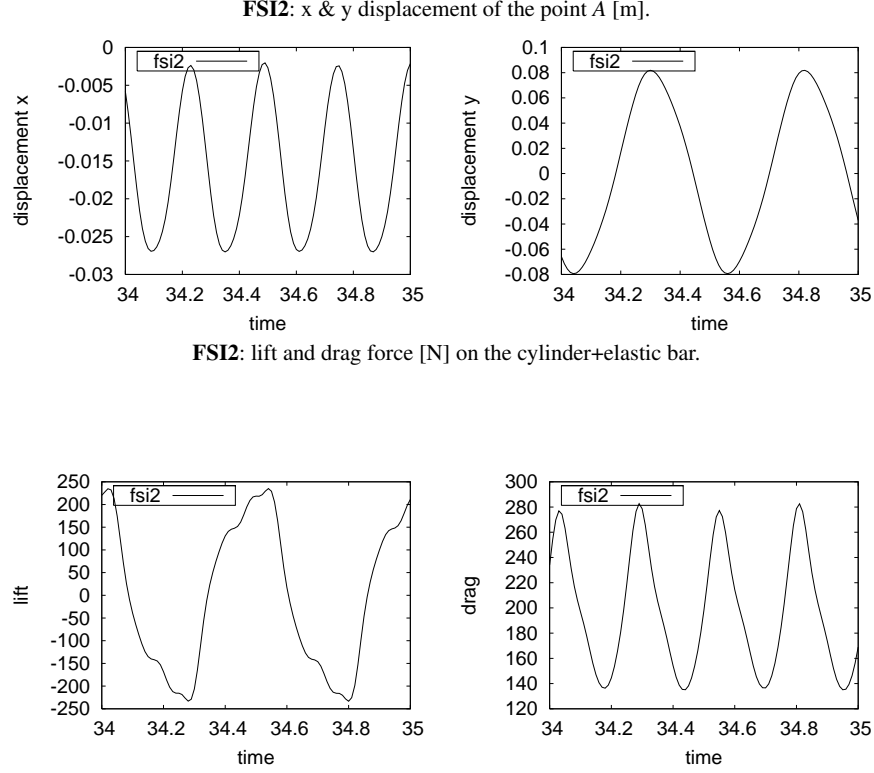 FSI2: x & y displacement of the point A [m].
fsi2
displacement x
0
-0.005
-0.01
-0.015
-0.02
-0.025
-0.03
34 34.2 34.4 34.6 34.8 35
time
fsi2
displacement y
0.1
0.08
0.06
0.04
0.02
0
-0.02
-0.04
-0.06
-0.08
34 34.2 34.4 34.6 34.8 35
time
FSI2: lift and drag force [N] on the cylinder+elastic bar.
fsi2
lift
250
200
150
100
50
0
-50
-100
-150
-200
-250
34 34.2 34.4 34.6 34.8 35
time
fsi2
drag
300
280
260
240
220
200
180
160
140
120
34 34.2 34.4 34.6 34.8 35
time